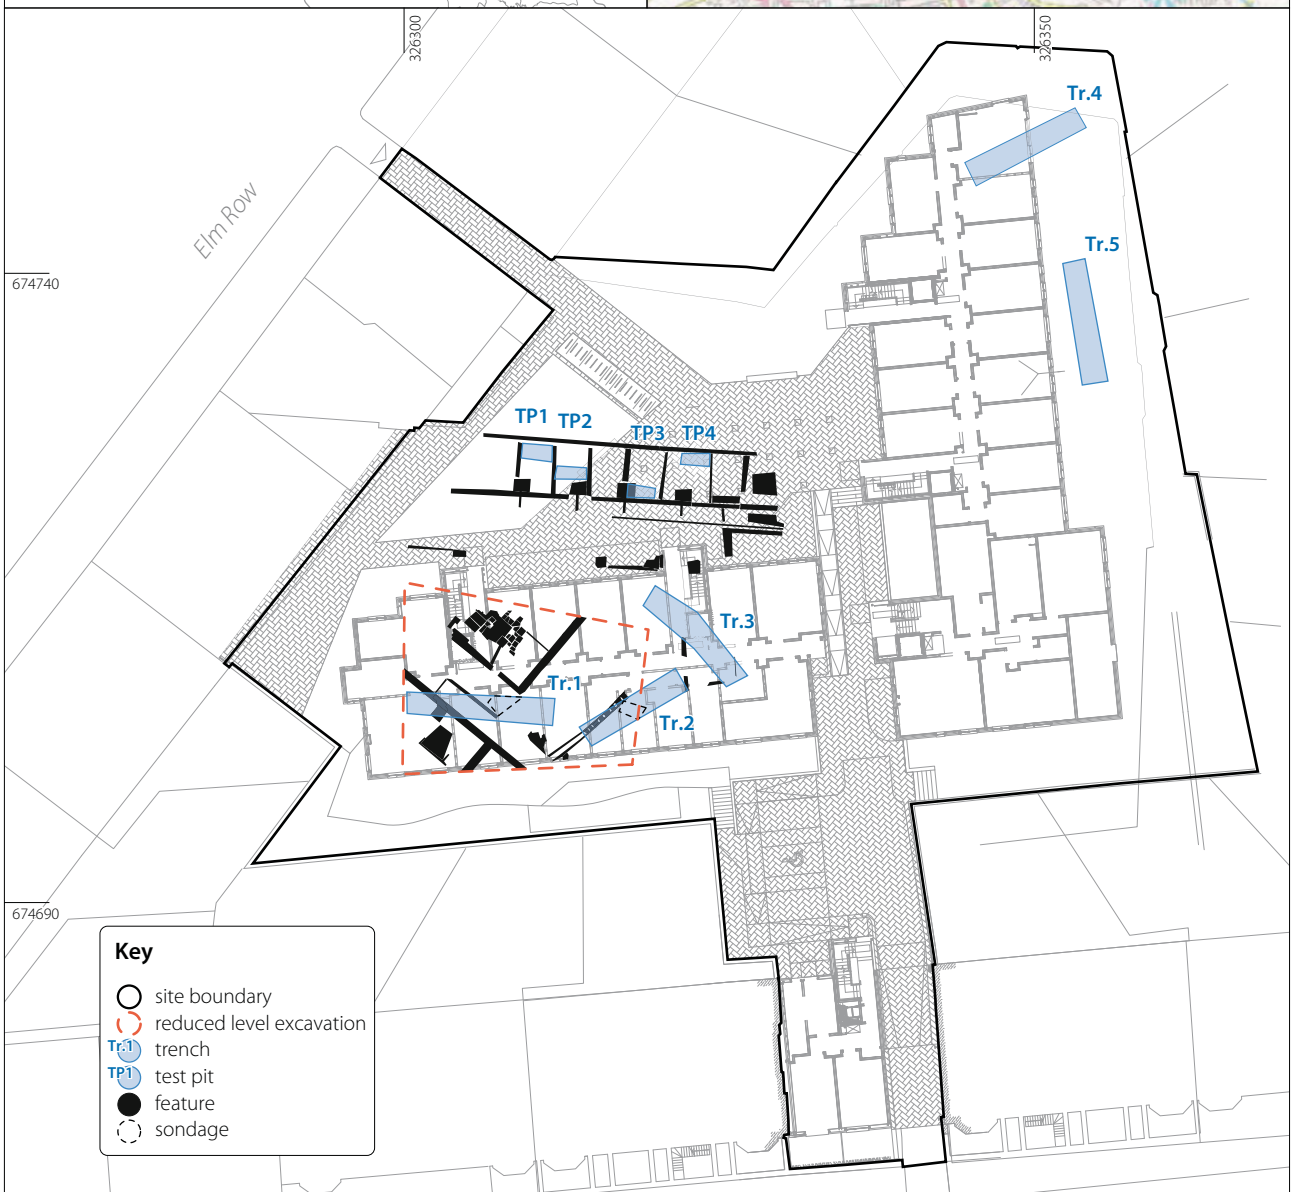 326300
326350
Tr.4
Elm Row
Tr.5
674740
TP1
TP2
TP3
TP4
Tr.3
Tr.1
Tr.2
674690
Key
site boundary
reduced level excavation
Tr.1 trench
TP1 test pit
feature
sondage